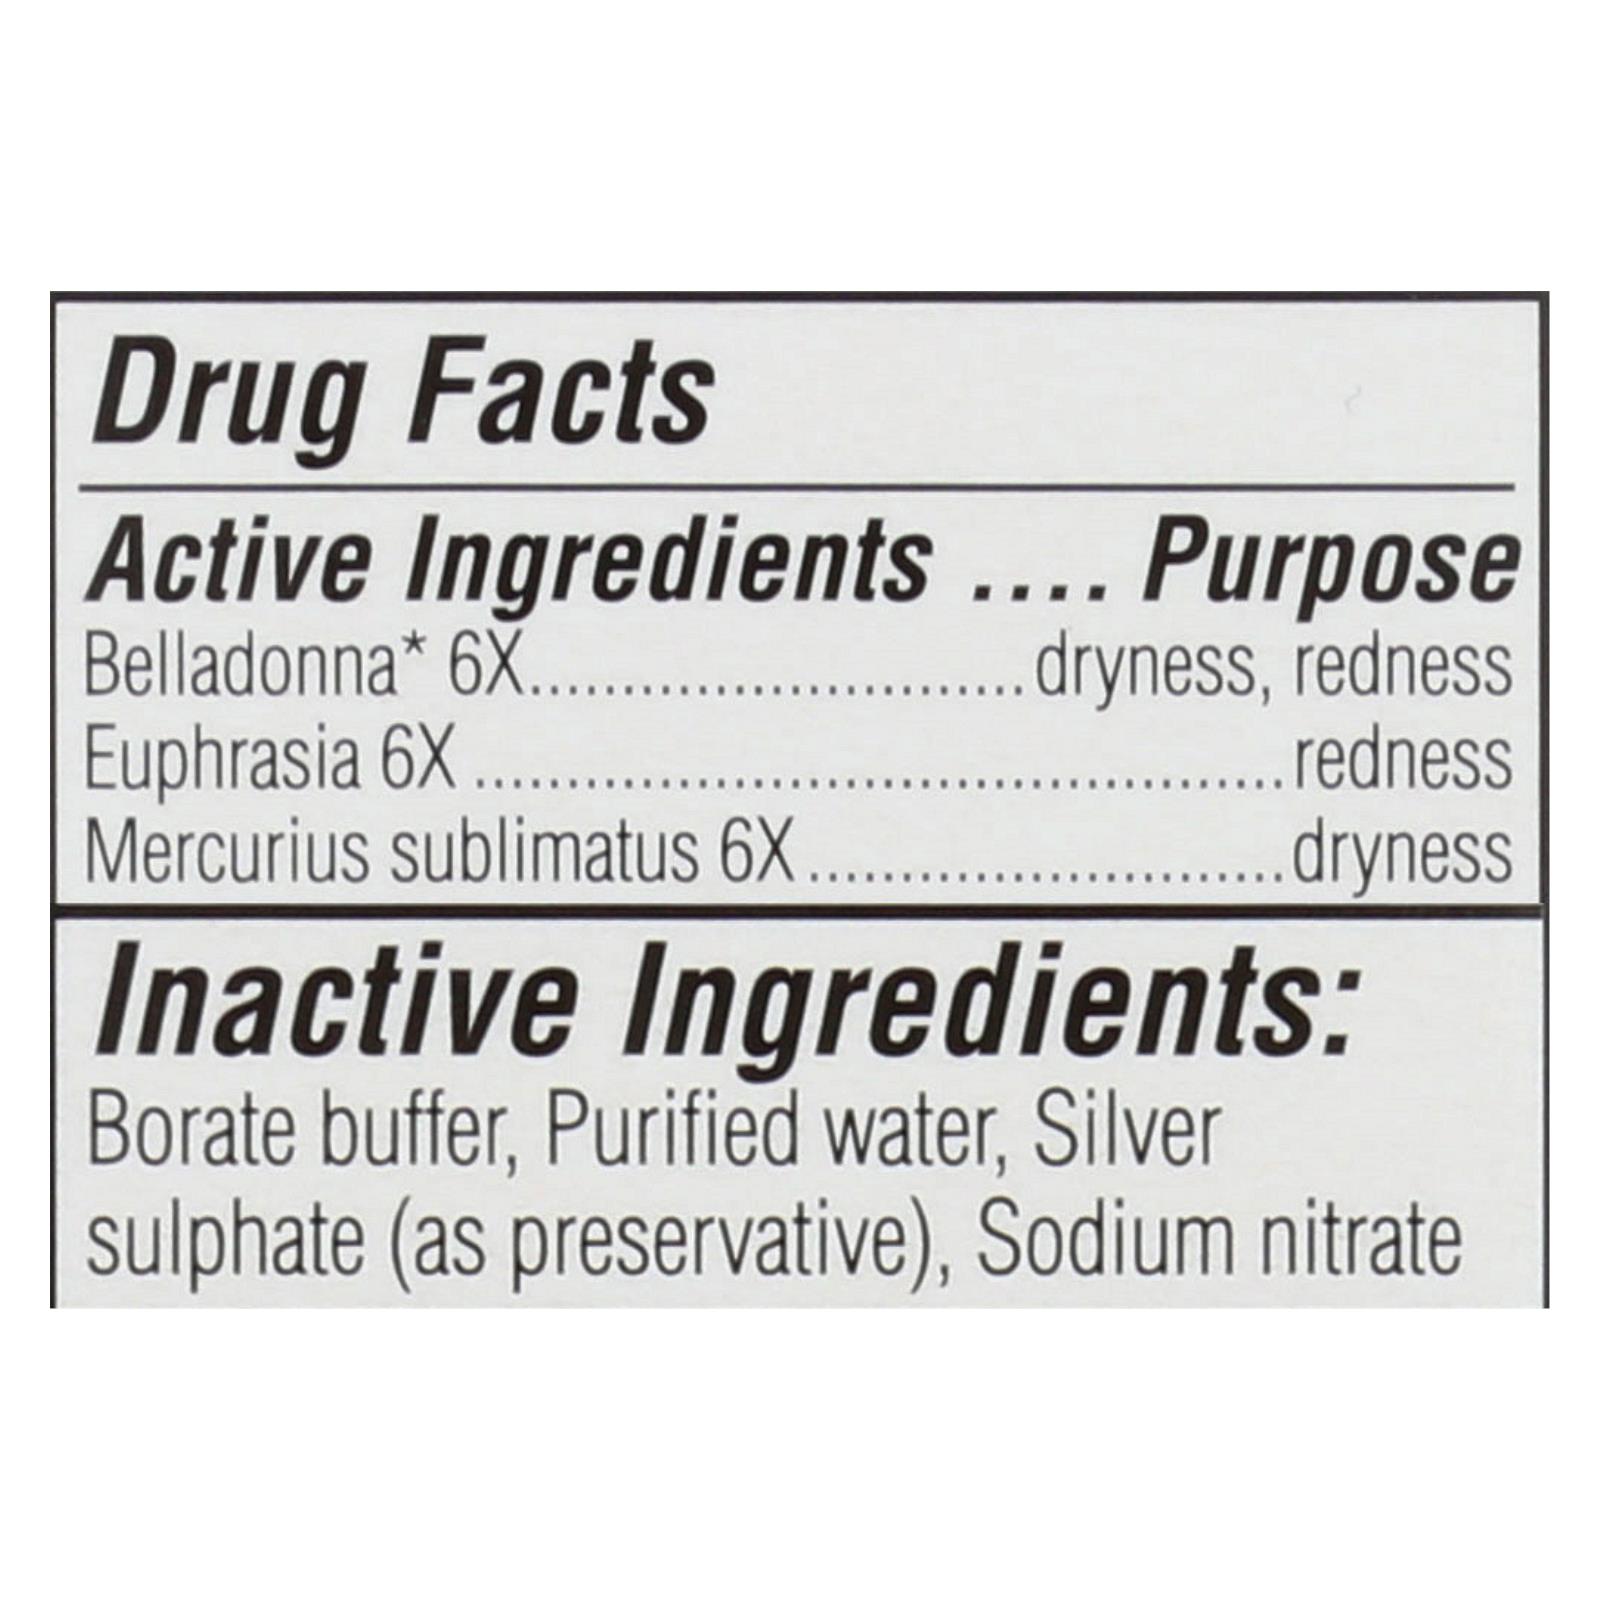 Drug Facts
Active Ingredients .... Purpose
Belladonna* 6X...........................dryness, redness
Euphrasia 6X ............................................redness
Mercurius sublimatus 6X..........................dryness
Inactive Ingredients:
Borate buffer, Purified water, Silver
sulphate (as preservative), Sodium nitrate